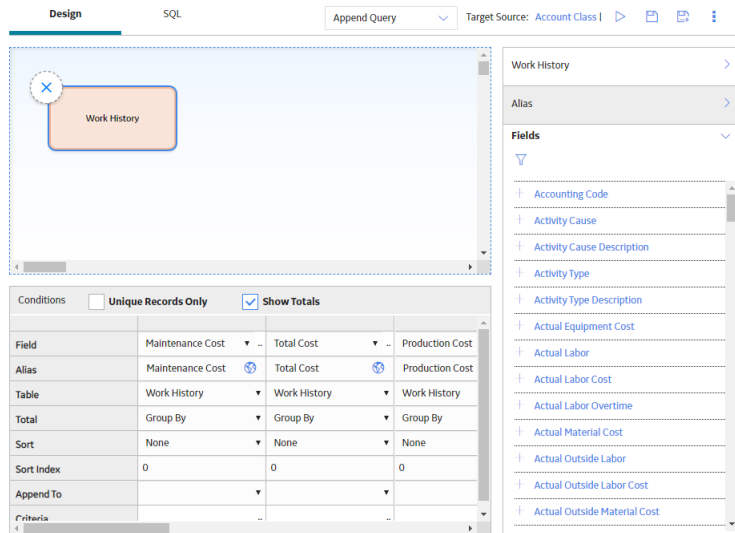 Design SQL Append Query Target Source: Account Class
Work History
Work History
Alias
Fields
Accounting Code
Activity Cause
Activity Cause Description
Activity Type
Activity Type Description
Actual Equipment Cost
Actual Labor
Actual Labor Cost
Actual Labor Overtime
Actual Material Cost
Actual Outside Labor
Actual Outside Labor Cost
Actual Outside Material Cost
Conditions Unique Records Only Show Totals
Field Maintenance Cost .. Total Cost .. Production Cost
Alias Maintenance Cost Total Cost Production Cost
Table Work History Work History Work History
Total Group By Group By Group By
Sort None None None
Sort Index 0 0 0
Append To
Criteria .. ..